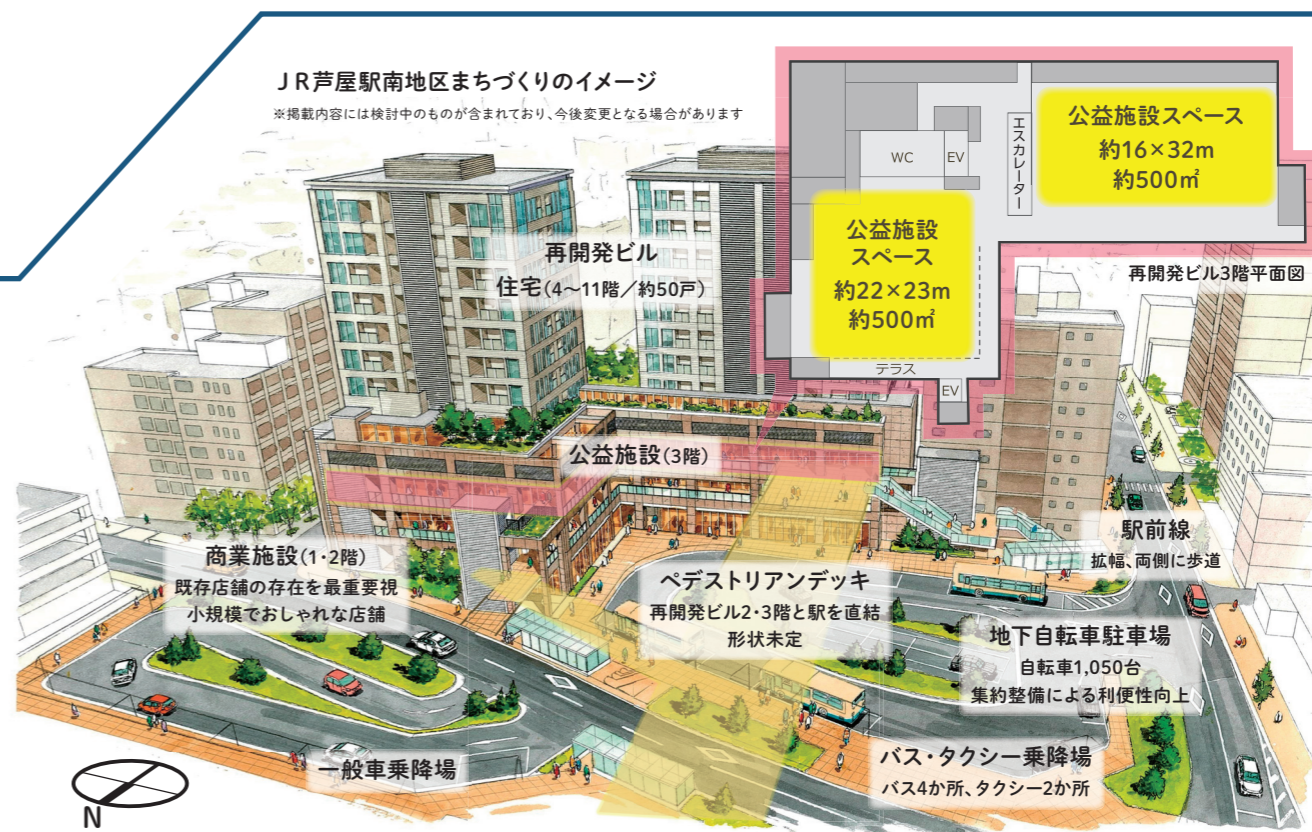 JR芦屋駅南地区まちづくりのイメージ
※掲載内容には検討中のものが含まれており、今後変更となる場合があります
公益施設スペース
約16×32m
約500㎡
エスカレーター
WC
EV
公益施設
スペース
約22×23m
約500㎡
テラス
EV
再開発ビル3階平面図
再開発ビル
住宅(4〜11階/約50戸)
公益施設(3階)
商業施設(1・2階)
既存店舗の存在を最重要視
小規模でおしゃれな店舗
ペデストリアンデッキ
再開発ビル2・3階と駅を直結
形状未定
駅前線
拡幅、両側に歩道
地下自転車駐車場
自転車1,050台
集約整備による利便性向上
バス・タクシー乗降場
バス4か所、タクシー2か所
一般車乗降場
N